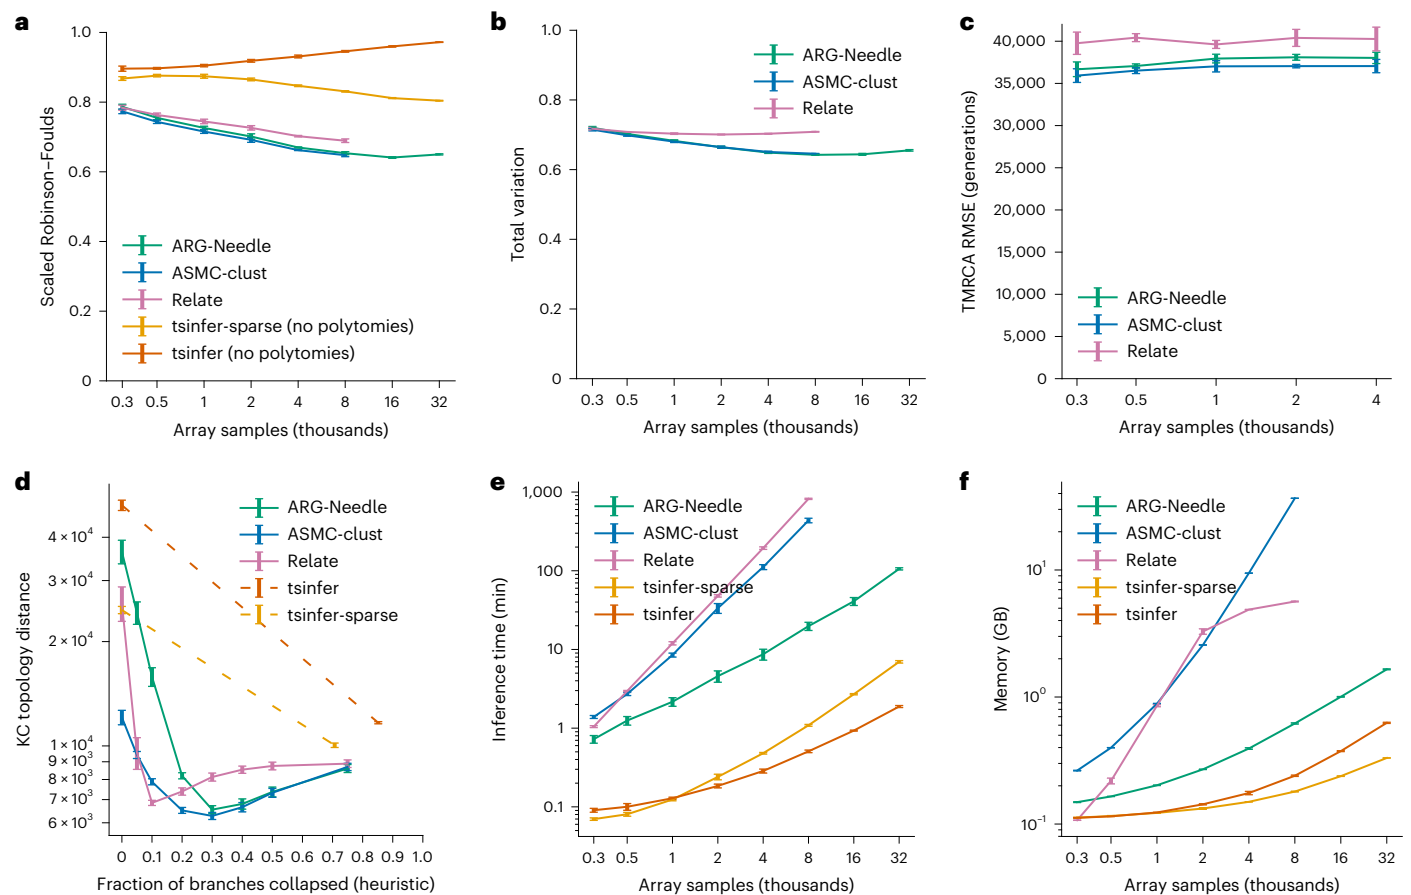 a
Scaled Robinson–Foulds
1.0
0.8
0.6
0.4
0.2
0
ARG-Needle
ASMC-clust
Relate
tsinfer-sparse (no polytomies)
tsinfer (no polytomies)
0.3 0.5 1 2 4 8 16 32
Array samples (thousands)
b
Total variation
1.0
0.8
0.6
0.4
0.2
0
ARG-Needle
ASMC-clust
Relate
0.3 0.5 1 2 4 8 16 32
Array samples (thousands)
c
TMRCA RMSE (generations)
40,000
35,000
30,000
25,000
20,000
15,000
10,000
5,000
0
ARG-Needle
ASMC-clust
Relate
0.3 0.5 1 2 4
Array samples (thousands)
d
KC topology distance
4 × 10⁴
3 × 10⁴
2 × 10⁴
1 × 10⁴
9 × 10³
8 × 10³
7 × 10³
6 × 10³
ARG-Needle
ASMC-clust
Relate
tsinfer
tsinfer-sparse
0 0.1 0.2 0.3 0.4 0.5 0.6 0.7 0.8 0.9 1.0
Fraction of branches collapsed (heuristic)
e
Inference time (min)
1,000
100
10
1
0.1
ARG-Needle
ASMC-clust
Relate
tsinfer-sparse
tsinfer
0.3 0.5 1 2 4 8 16 32
Array samples (thousands)
f
Memory (GB)
10¹
10⁰
10⁻¹
ARG-Needle
ASMC-clust
Relate
tsinfer-sparse
tsinfer
0.3 0.5 1 2 4 8 16 32
Array samples (thousands)